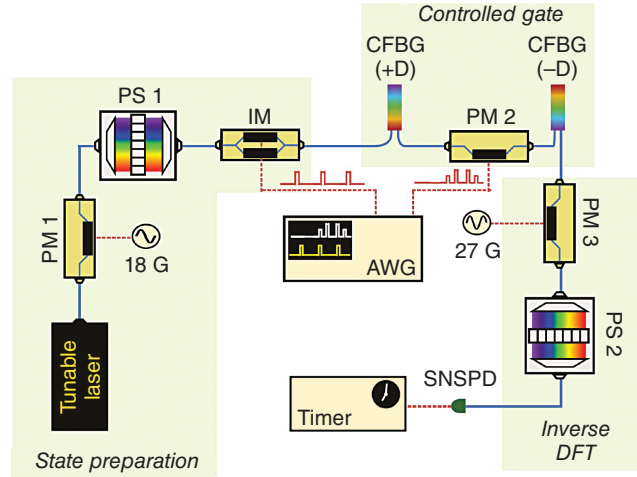 Controlled gate
CFBG
(+D)
CFBG
(−D)
PS 1
IM
PM 2
PM 1
18 G
AWG
27 G
PM 3
PS 2
Tunable
laser
SNSPD
Timer
State preparation
Inverse
DFT